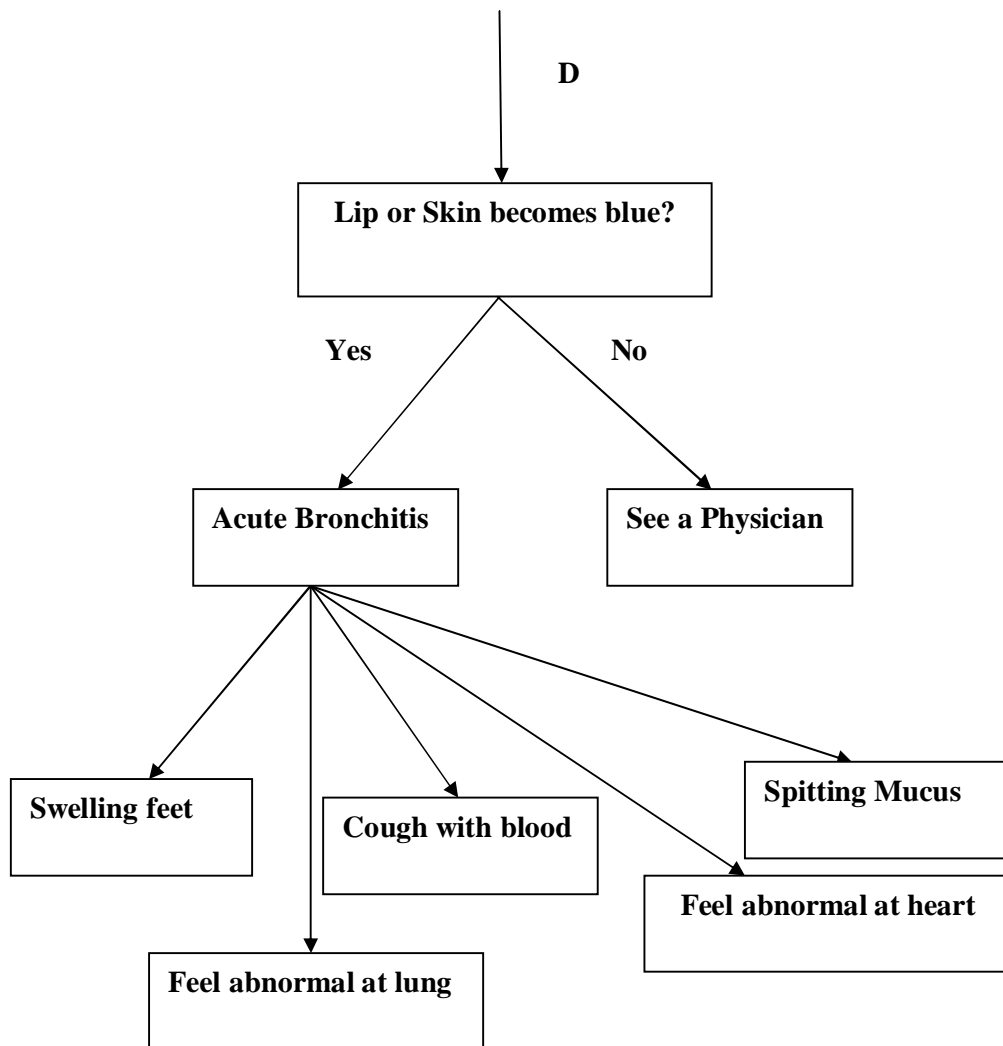 D
Lip or Skin becomes blue?
Yes
No
Acute Bronchitis
See a Physician
Swelling feet
Cough with blood
Spitting Mucus
Feel abnormal at heart
Feel abnormal at lung